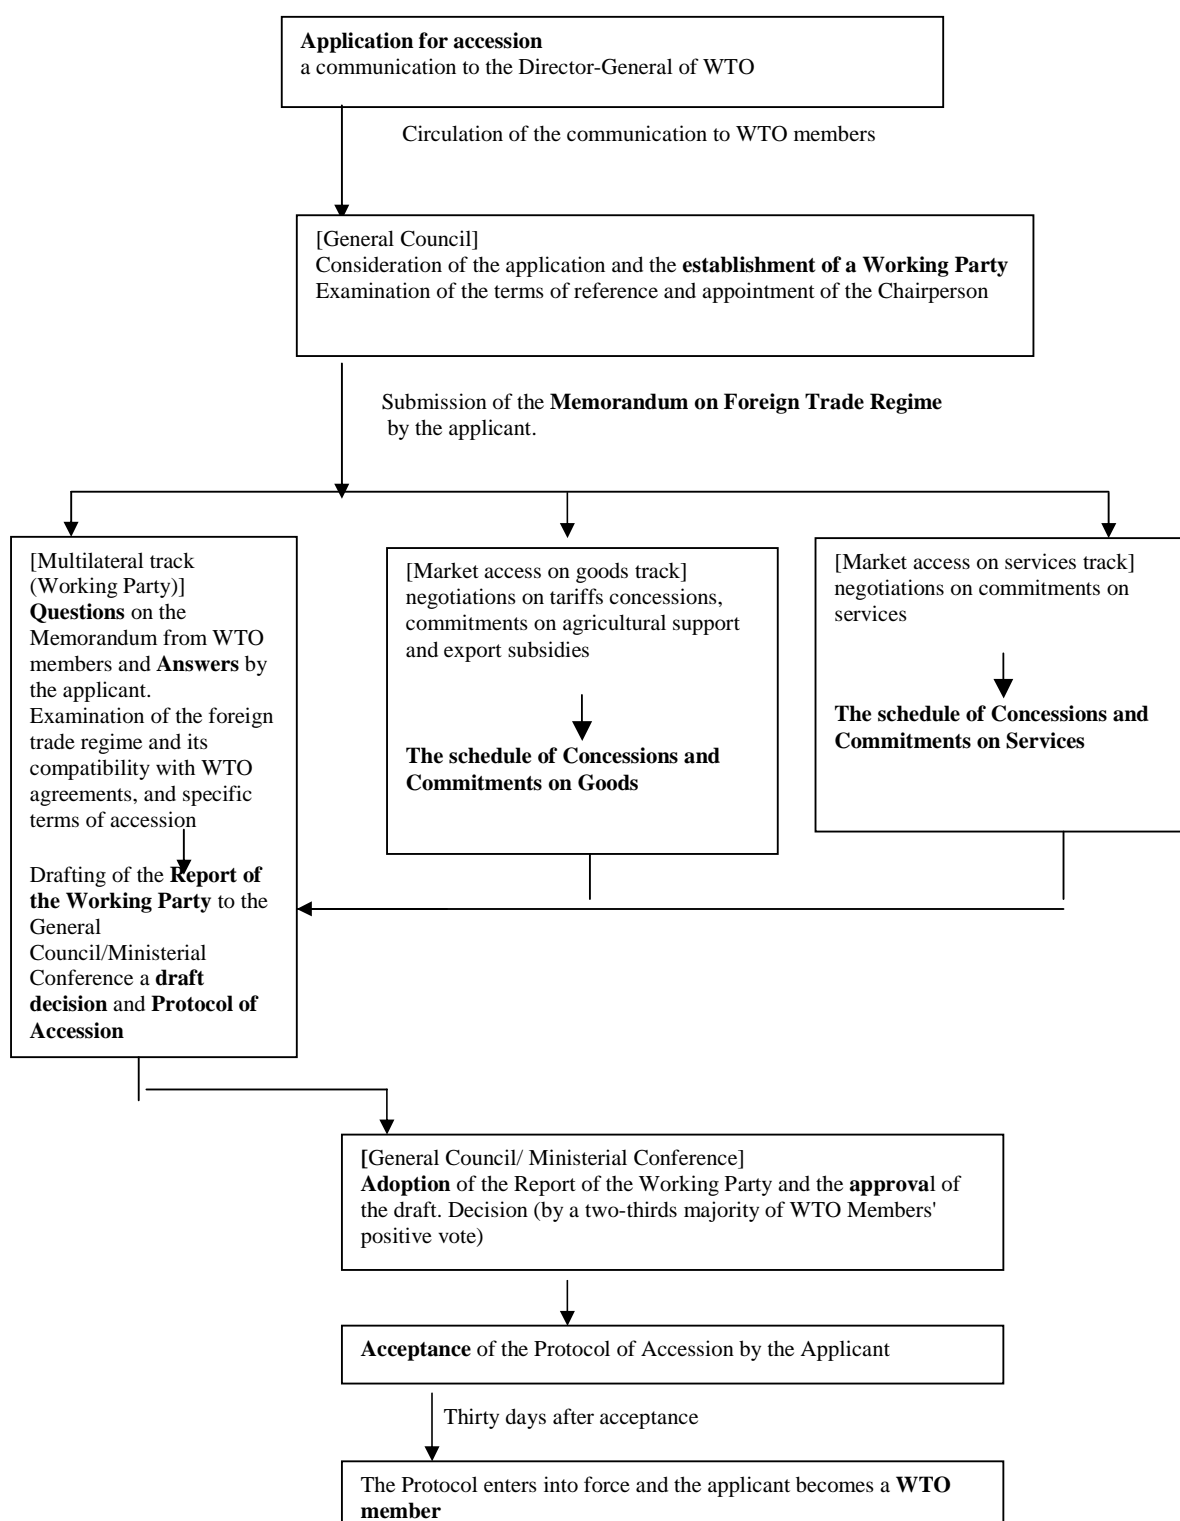 Application for accession
a communication to the Director-General of WTO
Circulation of the communication to WTO members
[General Council]
Consideration of the application and the establishment of a Working Party
Examination of the terms of reference and appointment of the Chairperson
Submission of the Memorandum on Foreign Trade Regime
by the applicant.
[Multilateral track
(Working Party)]
Questions on the
Memorandum from WTO
members and Answers by
the applicant.
Examination of the foreign
trade regime and its
compatibility with WTO
agreements, and specific
terms of accession
Drafting of the Report of
the Working Party to the
General
Council/Ministerial
Conference a draft
decision and Protocol of
Accession
[Market access on goods track]
negotiations on tariffs concessions,
commitments on agricultural support
and export subsidies
The schedule of Concessions and
Commitments on Goods
[Market access on services track]
negotiations on commitments on
services
The schedule of Concessions and
Commitments on Services
[General Council/ Ministerial Conference]
Adoption of the Report of the Working Party and the approval of
the draft. Decision (by a two-thirds majority of WTO Members'
positive vote)
Acceptance of the Protocol of Accession by the Applicant
Thirty days after acceptance
The Protocol enters into force and the applicant becomes a WTO
member